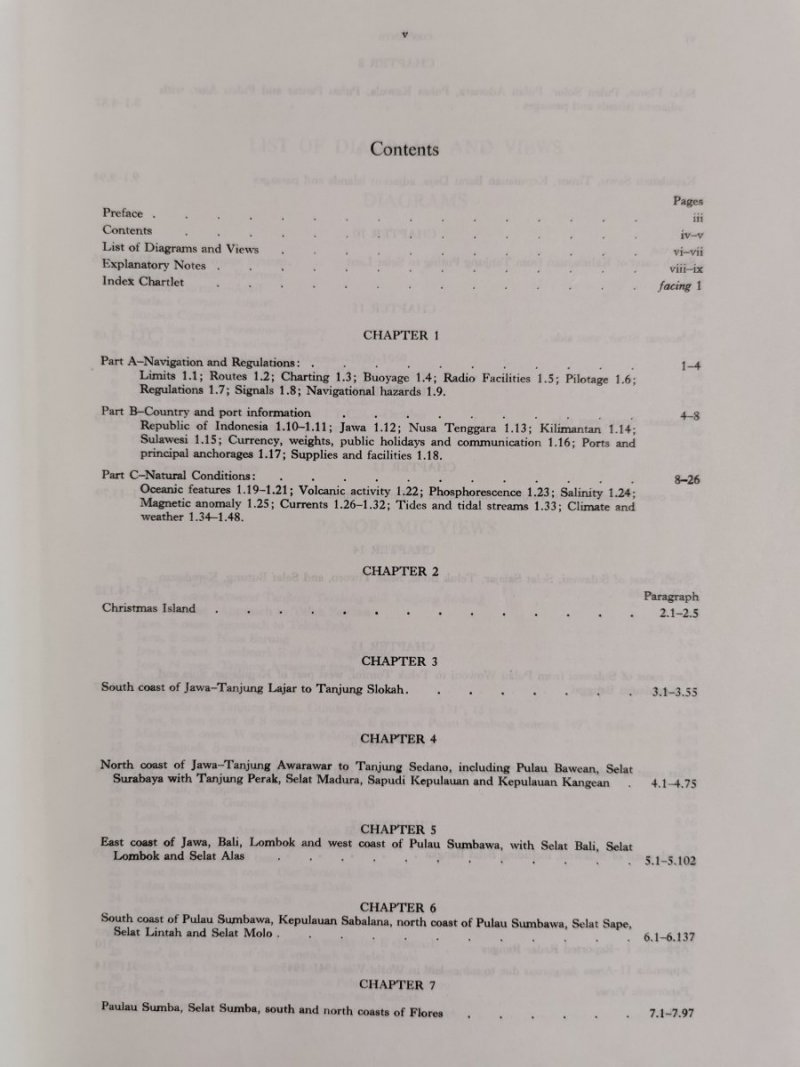 v
Contents
Pages
Preface . . . . . . . . . . . . . . . . iii
Contents . . . . . . . . . . . . . . . iv–v
List of Diagrams and Views . . . . . . . . . . . . vi–vii
Explanatory Notes . . . . . . . . . . . . . . viii–ix
Index Chartlet . . . . . . . . . . . . . . facing 1
CHAPTER 1
Part A–Navigation and Regulations: . . . . . . . . . . . 1–4
Limits 1.1; Routes 1.2; Charting 1.3; Buoyage 1.4; Radio Facilities 1.5; Pilotage 1.6;
Regulations 1.7; Signals 1.8; Navigational hazards 1.9.
Part B–Country and port information . . . . . . . . . . 4–8
Republic of Indonesia 1.10–1.11; Jawa 1.12; Nusa Tenggara 1.13; Kilimantan 1.14;
Sulawesi 1.15; Currency, weights, public holidays and communication 1.16; Ports and
principal anchorages 1.17; Supplies and facilities 1.18.
Part C–Natural Conditions: . . . . . . . . . . . . 8–26
Oceanic features 1.19–1.21; Volcanic activity 1.22; Phosphorescence 1.23; Salinity 1.24;
Magnetic anomaly 1.25; Currents 1.26–1.32; Tides and tidal streams 1.33; Climate and
weather 1.34–1.48.
CHAPTER 2
Paragraph
Christmas Island . . . . . . . . . . . . . . 2.1–2.5
CHAPTER 3
South coast of Jawa–Tanjung Lajar to Tanjung Slokah. . . . . . . . 3.1–3.55
CHAPTER 4
North coast of Jawa–Tanjung Awarawar to Tanjung Sedano, including Pulau Bawean, Selat
Surabaya with Tanjung Perak, Selat Madura, Sapudi Kepulauan and Kepulauan Kangean . 4.1–4.75
CHAPTER 5
East coast of Jawa, Bali, Lombok and west coast of Pulau Sumbawa, with Selat Bali, Selat
Lombok and Selat Alas . . . . . . . . . . . . 5.1–5.102
CHAPTER 6
South coast of Pulau Sumbawa, Kepulauan Sabalana, north coast of Pulau Sumbawa, Selat Sape,
Selat Lintah and Selat Molo . . . . . . . . . . . . 6.1–6.137
CHAPTER 7
Paulau Sumba, Selat Sumba, south and north coasts of Flores . . . . . . 7.1–7.97